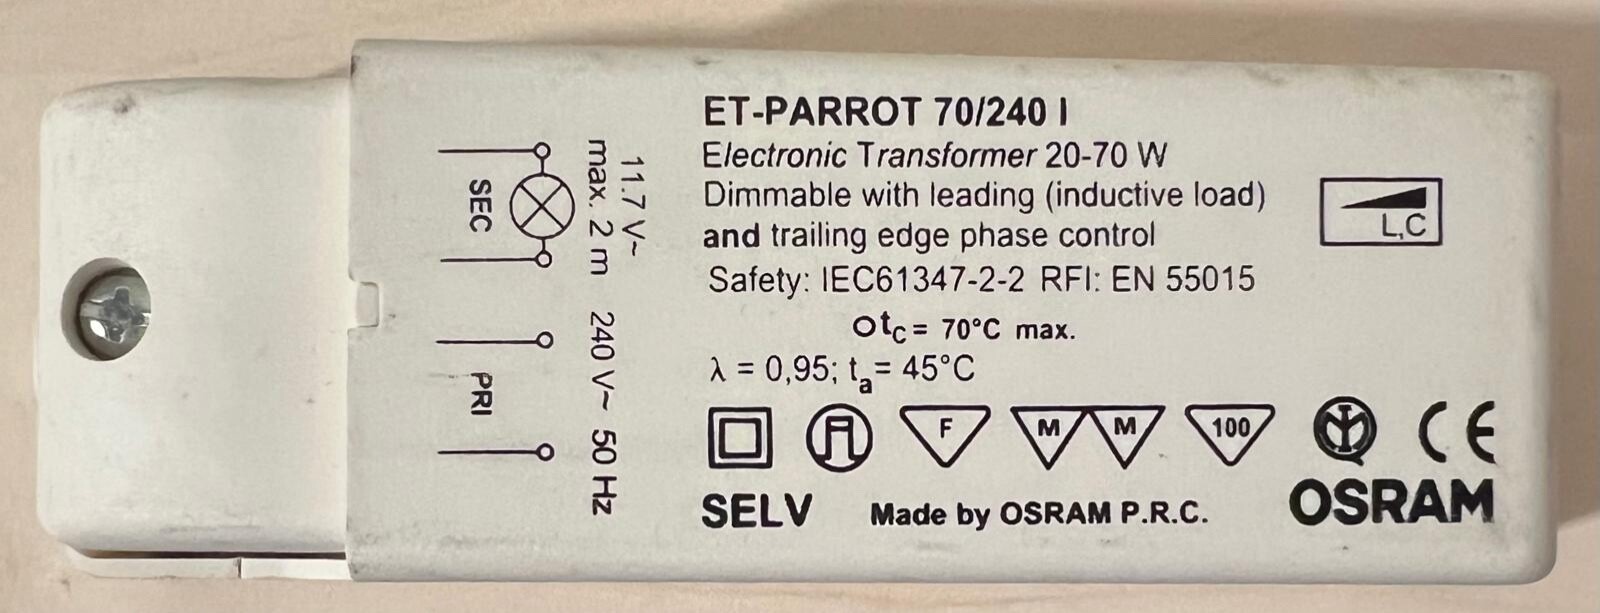 ET-PARROT 70/240 I
Electronic Transformer 20-70 W
Dimmable with leading (inductive load)
and trailing edge phase control
Safety: IEC61347-2-2 RFI: EN 55015
tc = 70°C max.
λ = 0,95; ta = 45°C
F M M 100 CE
SELV Made by OSRAM P.R.C. OSRAM
L,C
11.7 V~
max. 2 m 240 V~ 50 Hz
SEC PRI